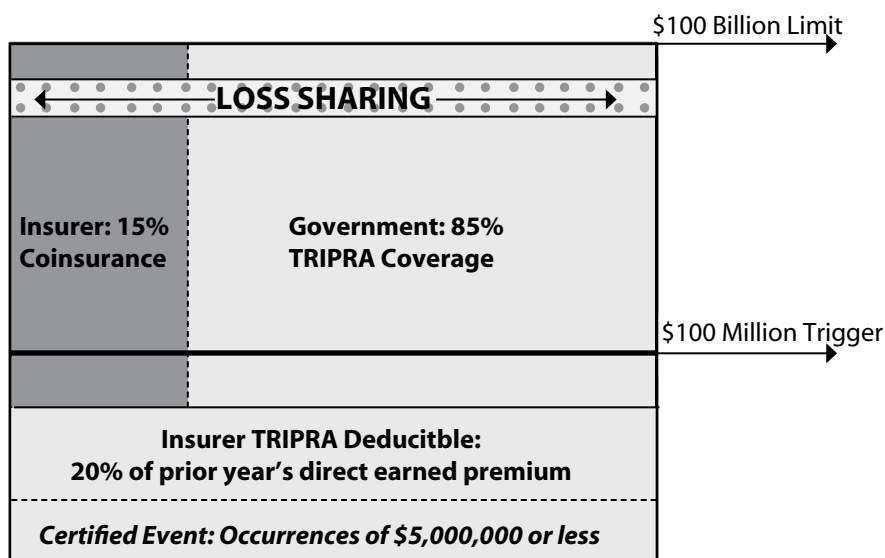 $100 Billion Limit
LOSS SHARING
Insurer: 15%
Coinsurance
Government: 85%
TRIPRA Coverage
$100 Million Trigger
Insurer TRIPRA Deducitble:
20% of prior year's direct earned premium
Certified Event: Occurrences of $5,000,000 or less